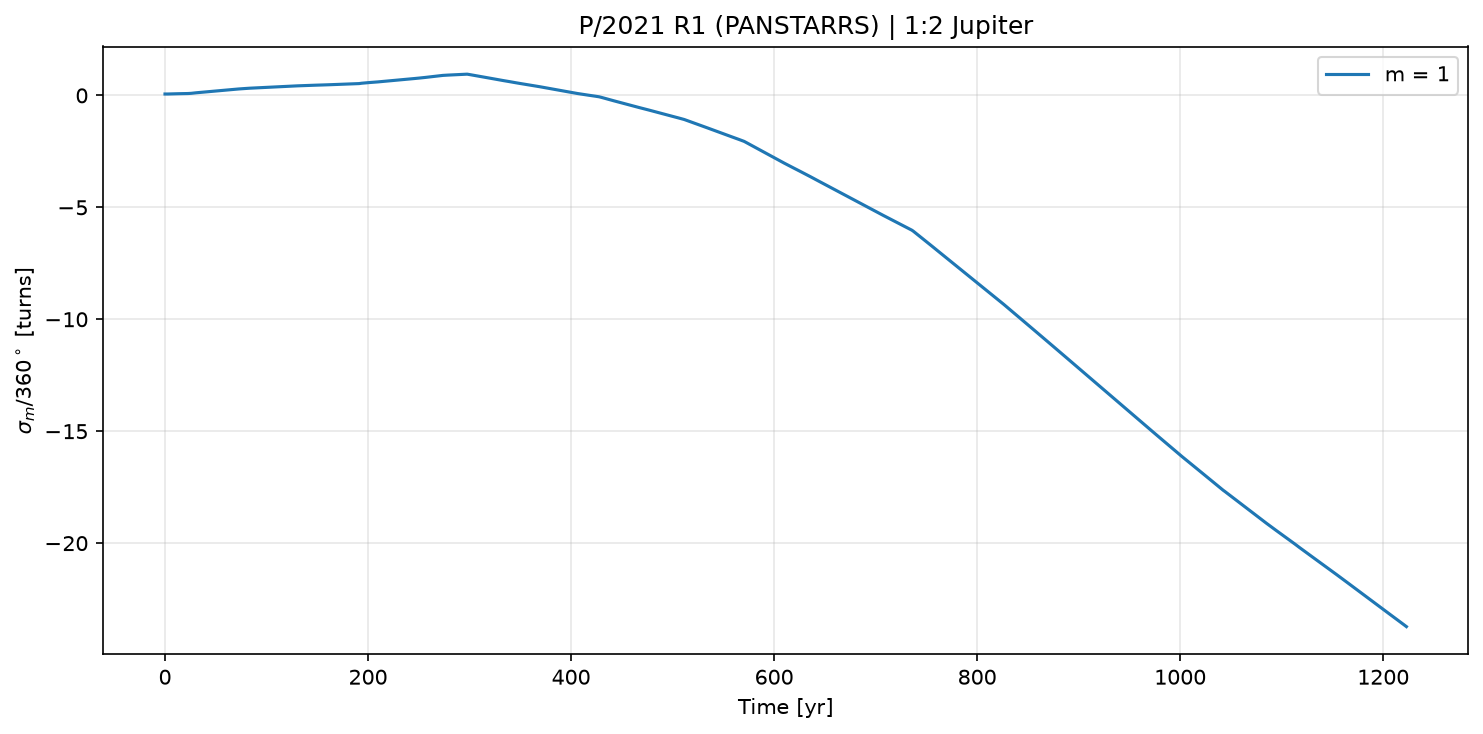 P/2021 R1 (PANSTARRS) | 1:2 Jupiter
m = 1
0
−5
−10
−15
−20
σₘ/360° [turns]
0 200 400 600 800 1000 1200
Time [yr]